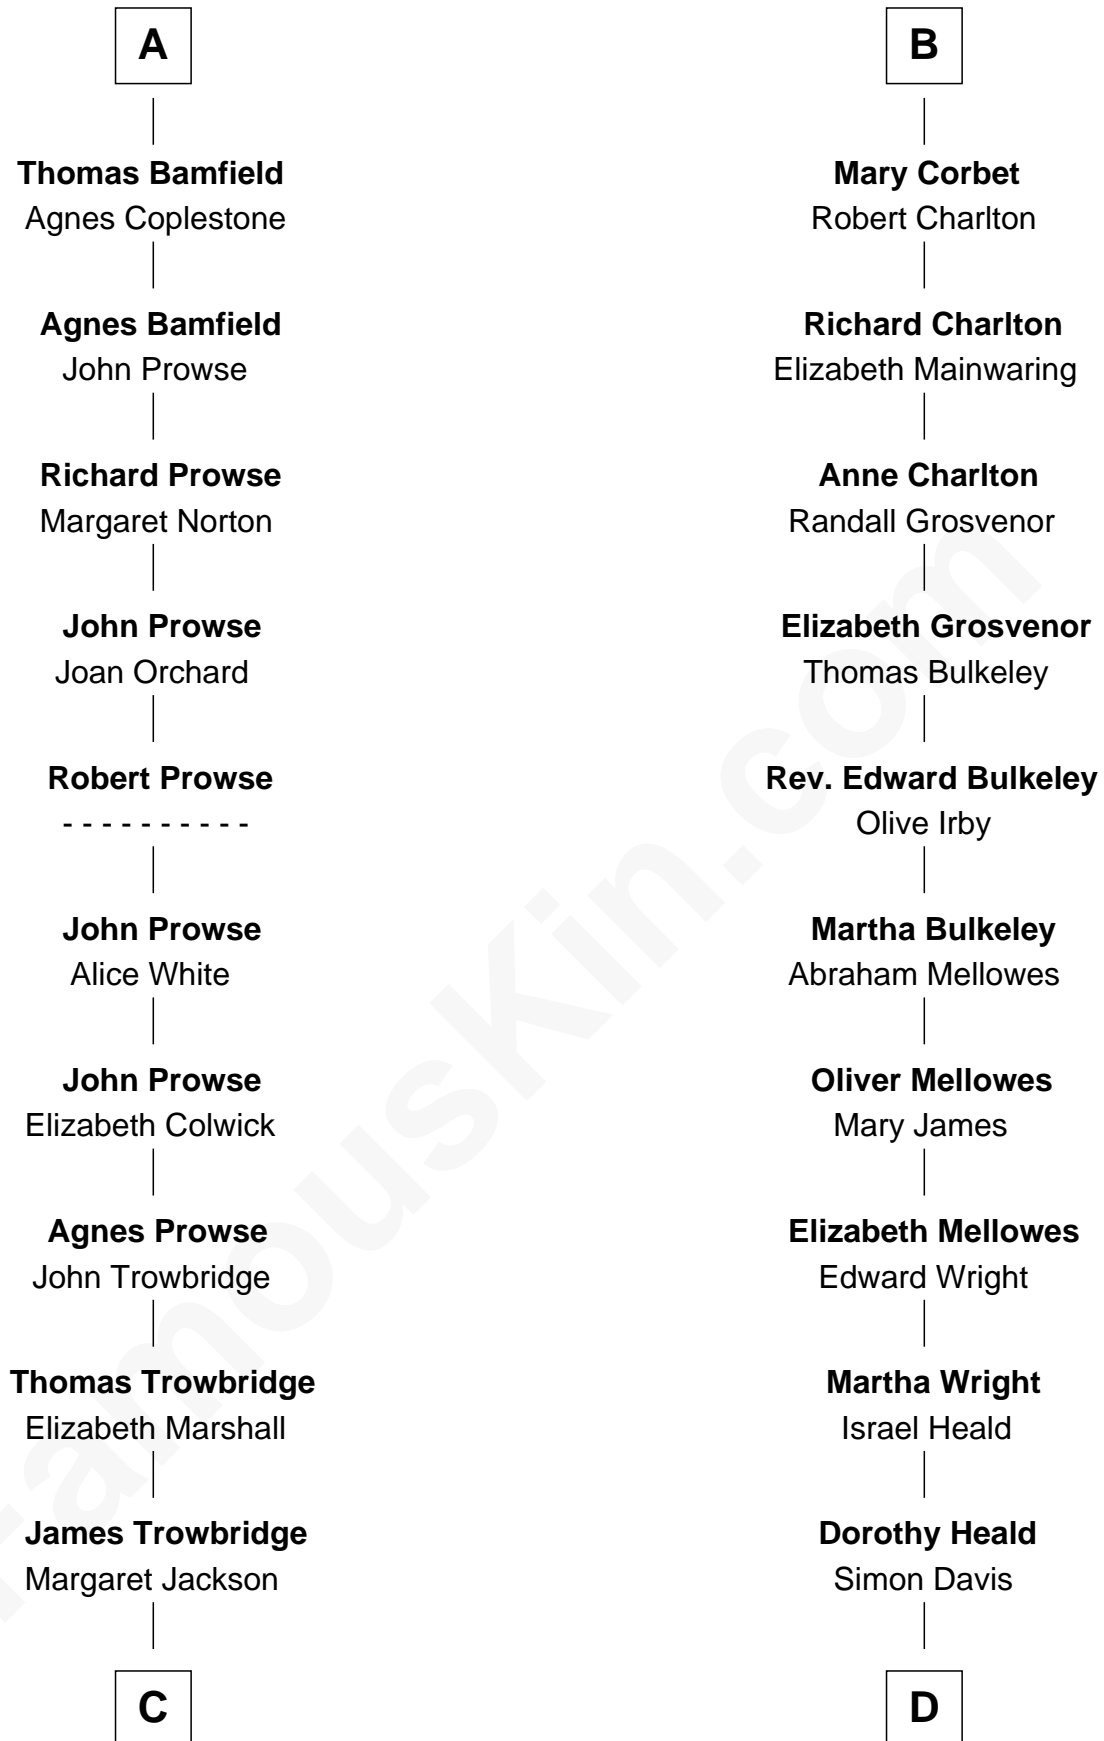 A
Thomas Bamfield
Agnes Coplestone
Agnes Bamfield
John Prowse
Richard Prowse
Margaret Norton
John Prowse
Joan Orchard
Robert Prowse
- - - - - - - - - -
John Prowse
Alice White
John Prowse
Elizabeth Colwick
Agnes Prowse
John Trowbridge
Thomas Trowbridge
Elizabeth Marshall
James Trowbridge
Margaret Jackson
C
B
Mary Corbet
Robert Charlton
Richard Charlton
Elizabeth Mainwaring
Anne Charlton
Randall Grosvenor
Elizabeth Grosvenor
Thomas Bulkeley
Rev. Edward Bulkeley
Olive Irby
Martha Bulkeley
Abraham Mellowes
Oliver Mellowes
Mary James
Elizabeth Mellowes
Edward Wright
Martha Wright
Israel Heald
Dorothy Heald
Simon Davis
D
FamousKin.com